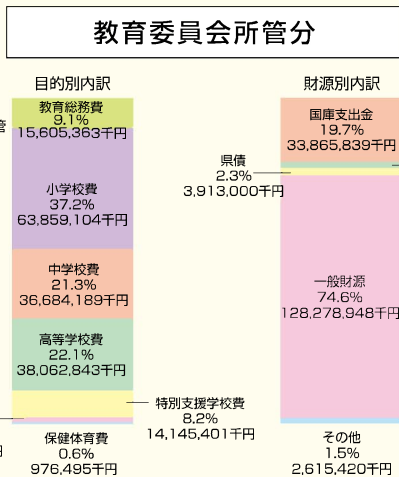 教育委員会所管分
目的別内訳
教育総務費
9.1%
15,605,363千円
小学校費
37.2%
63,859,104千円
中学校費
21.3%
36,684,189千円
高等学校費
22.1%
38,062,843千円
特別支援学校費
8.2%
14,145,401千円
保健体育費
0.6%
976,495千円
財源別内訳
国庫支出金
19.7%
33,865,839千円
県債
2.3%
3,913,000千円
一般財源
74.6%
128,278,948千円
その他
1.5%
2,615,420千円